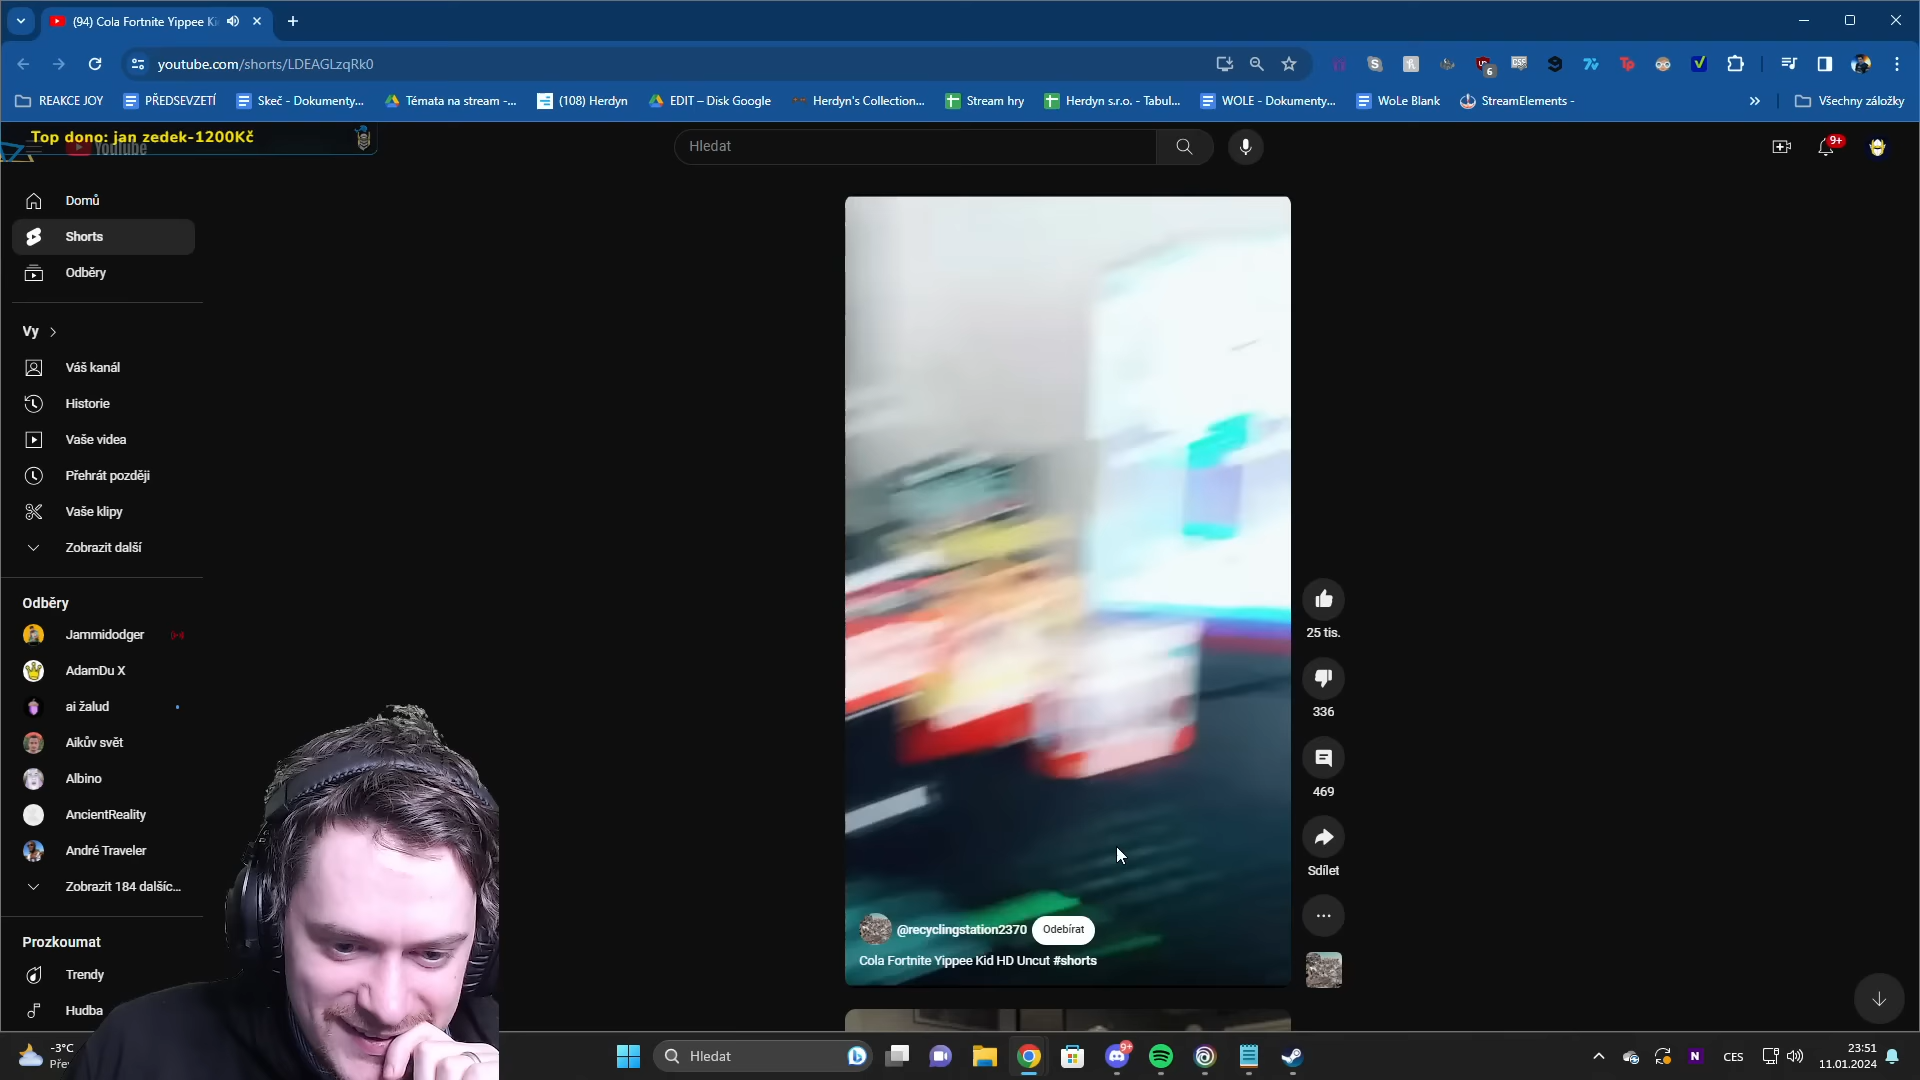 (94) Cola Fortnite Yippee Ki
youtube.com/shorts/LDEAGLzqRk0
6
REAKCE JOY
PŘEDSEVZETÍ
Skeč - Dokumenty...
Témata na stream -...
(108) Herdyn
EDIT – Disk Google
Herdyn's Collection...
Stream hry
Herdyn s.r.o. - Tabul...
WOLE - Dokumenty...
WoLe Blank
StreamElements -
Všechny záložky
Top dono: jan zedek-1200Kč
YouTube
Hledat
9+
Domů
Shorts
Odběry
Vy
Váš kanál
Historie
Vaše videa
Přehrát později
Vaše klipy
Zobrazit další
Odběry
Jammidodger
AdamDu X
ai žalud
Aikův svět
Albino
AncientReality
André Traveler
Zobrazit 184 dalšíc...
Prozkoumat
Trendy
Hudba
25 tis.
336
469
Sdílet
@recyclingstation2370
Odebírat
Cola Fortnite Yippee Kid HD Uncut #shorts
-3°C
Hledat
9+
CES
23:51
11.01.2024